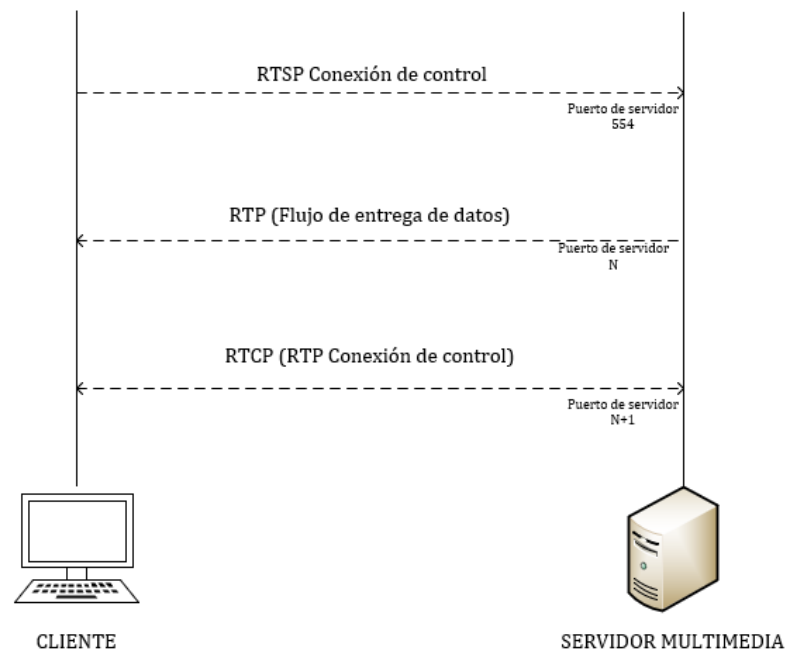 RTSP Conexión de control
Puerto de servidor
554
RTP (Flujo de entrega de datos)
Puerto de servidor
N
RTCP (RTP Conexión de control)
Puerto de servidor
N+1
CLIENTE
SERVIDOR MULTIMEDIA